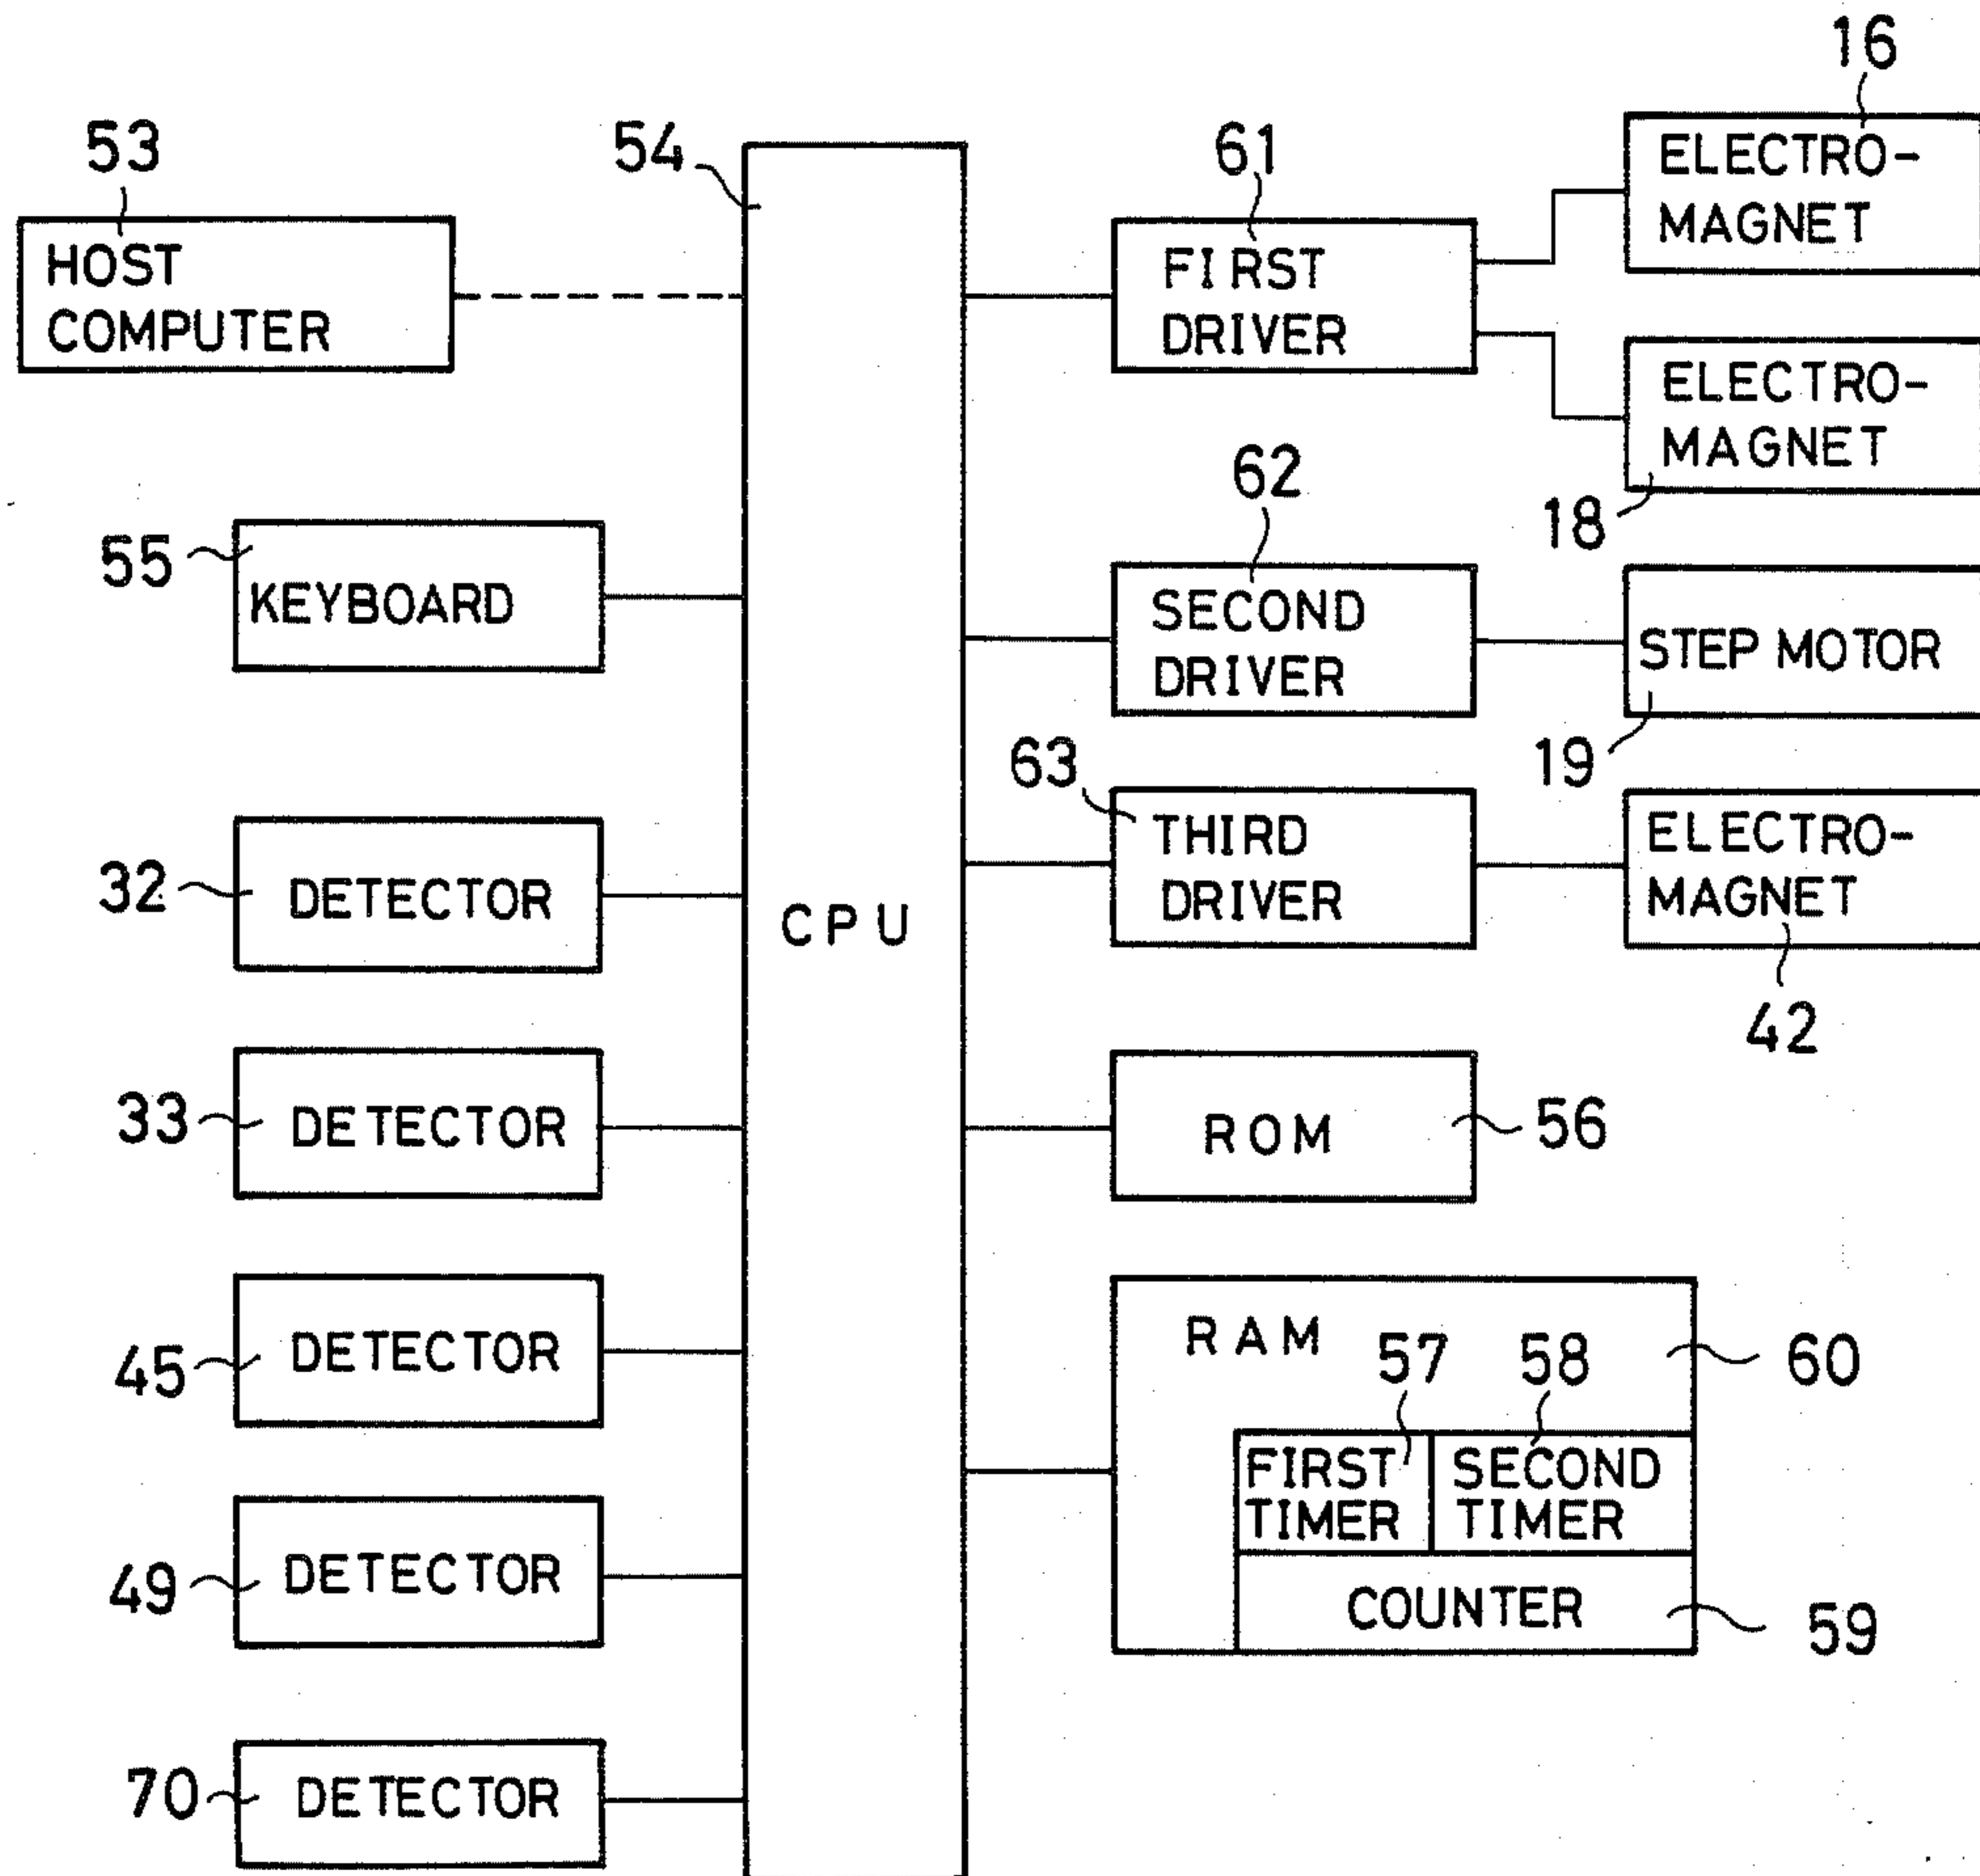 53
HOST
COMPUTER
55
KEYBOARD
32
DETECTOR
33
DETECTOR
45
DETECTOR
49
DETECTOR
70
DETECTOR
54
CPU
61
FIRST
DRIVER
16
ELECTRO-
MAGNET
ELECTRO-
MAGNET
18
62
SECOND
DRIVER
STEP MOTOR
19
63
THIRD
DRIVER
ELECTRO-
MAGNET
42
ROM
56
RAM
60
57
FIRST
TIMER
58
SECOND
TIMER
COUNTER
59